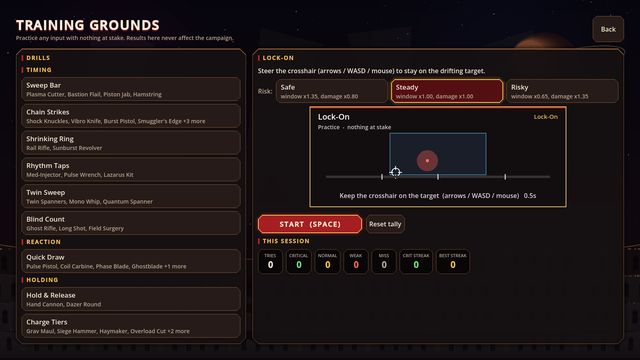 TRAINING GROUNDS
Practice any input with nothing at stake. Results here never affect the campaign.
Back
DRILLS
TIMING
Sweep Bar
Plasma Cutter, Bastion Flail, Piston Jab, Hamstring
Chain Strikes
Shock Knuckles, Vibro Knife, Burst Pistol, Smuggler's Edge +3 more
Shrinking Ring
Rail Rifle, Sunburst Revolver
Rhythm Taps
Med-Injector, Pulse Wrench, Lazarus Kit
Twin Sweep
Twin Spanners, Mono Whip, Quantum Spanner
Blind Count
Ghost Rifle, Long Shot, Field Surgery
REACTION
Quick Draw
Pulse Pistol, Coil Carbine, Phase Blade, Ghostblade +1 more
HOLDING
Hold & Release
Hand Cannon, Dazer Round
Charge Tiers
Grav Maul, Siege Hammer, Haymaker, Overload Cut +2 more
LOCK-ON
Steer the crosshair (arrows / WASD / mouse) to stay on the drifting target.
Risk:
Safe
window x1.35, damage x0.80
Steady
window x1.00, damage x1.00
Risky
window x0.65, damage x1.35
Lock-On
Lock-On
Practice · nothing at stake
Keep the crosshair on the target (arrows / WASD / mouse) 0.5s
START (SPACE)
Reset tally
THIS SESSION
TRIES
0
CRITICAL
0
NORMAL
0
WEAK
0
MISS
0
CRIT STREAK
0
BEST STREAK
0